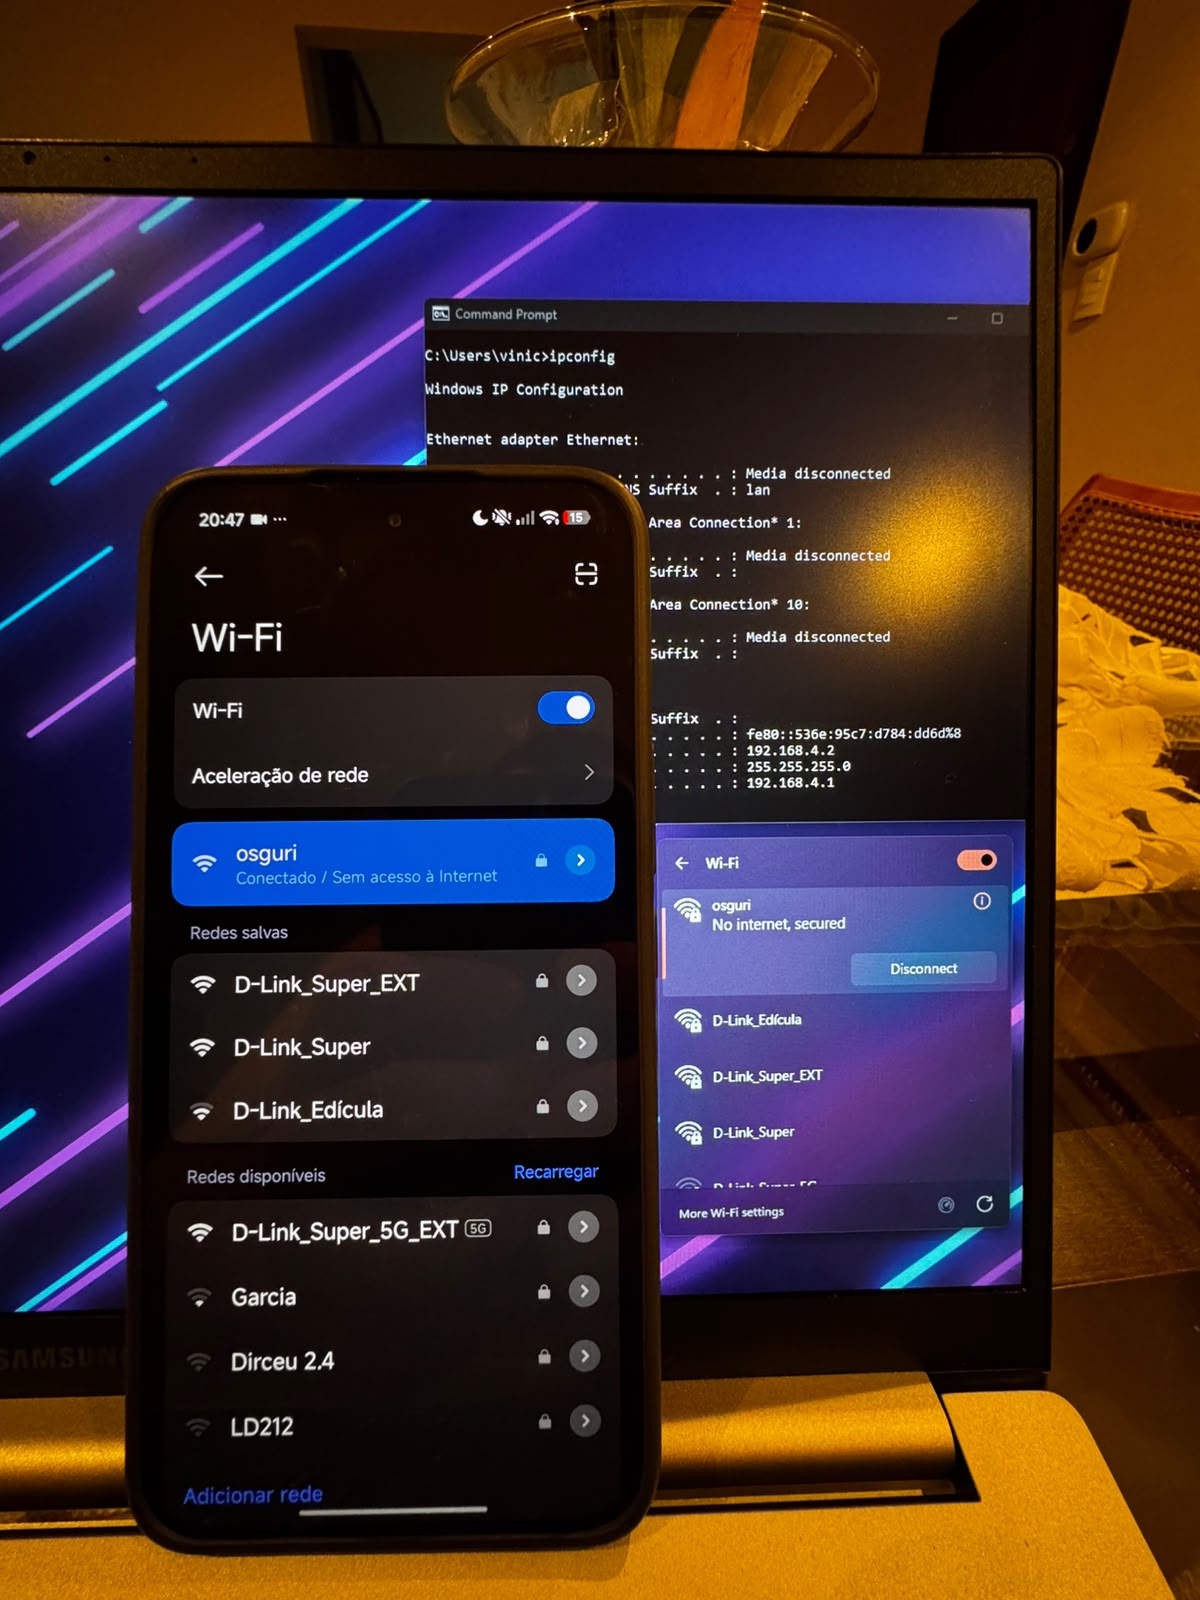 Command Prompt
C:\Users\vinic>ipconfig
Windows IP Configuration
Ethernet adapter Ethernet:
. . . . . . . : Media disconnected
NS Suffix . : lan
Area Connection* 1:
. . . . . : Media disconnected
Suffix . :
Area Connection* 10:
. . . . . : Media disconnected
Suffix . :
Suffix . :
. . . . . : fe80::536e:95c7:d784:dd6d%8
. . . . . : 192.168.4.2
. . . . . : 255.255.255.0
. . . . . : 192.168.4.1
20:47 ... 15
Wi-Fi
Wi-Fi
Aceleração de rede
osguri
Conectado / Sem acesso à Internet
Redes salvas
D-Link_Super_EXT
D-Link_Super
D-Link_Edícula
Redes disponíveis Recarregar
D-Link_Super_5G_EXT 5G
Garcia
Dirceu 2.4
LD212
Adicionar rede
Wi-Fi
osguri
No internet, secured
Disconnect
D-Link_Edícula
D-Link_Super_EXT
D-Link_Super
D-Link_Super_5G
More Wi-Fi settings
SAMSUNG